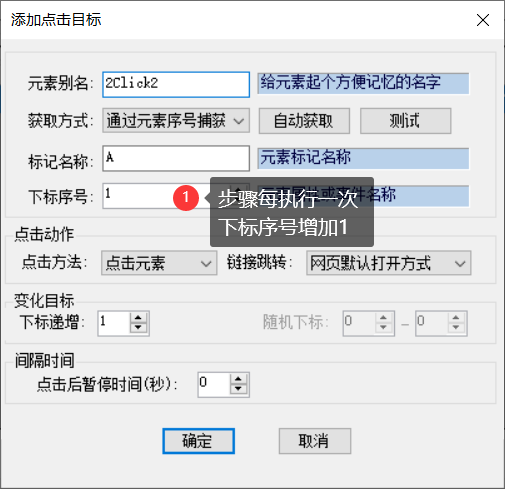 添加点击目标
元素别名: 2Click2 给元素起个方便记忆的名字
获取方式: 通过元素序号捕获 自动获取 测试
标记名称: A 元素标记名称
下标序号: 1 名称
1 步骤每执行一次
下标序号增加1
点击动作
点击方法: 点击元素 链接跳转: 网页默认打开方式
变化目标
下标递增: 1 随机下标: 0 - 0
间隔时间
点击后暂停时间(秒): 0
确定 取消